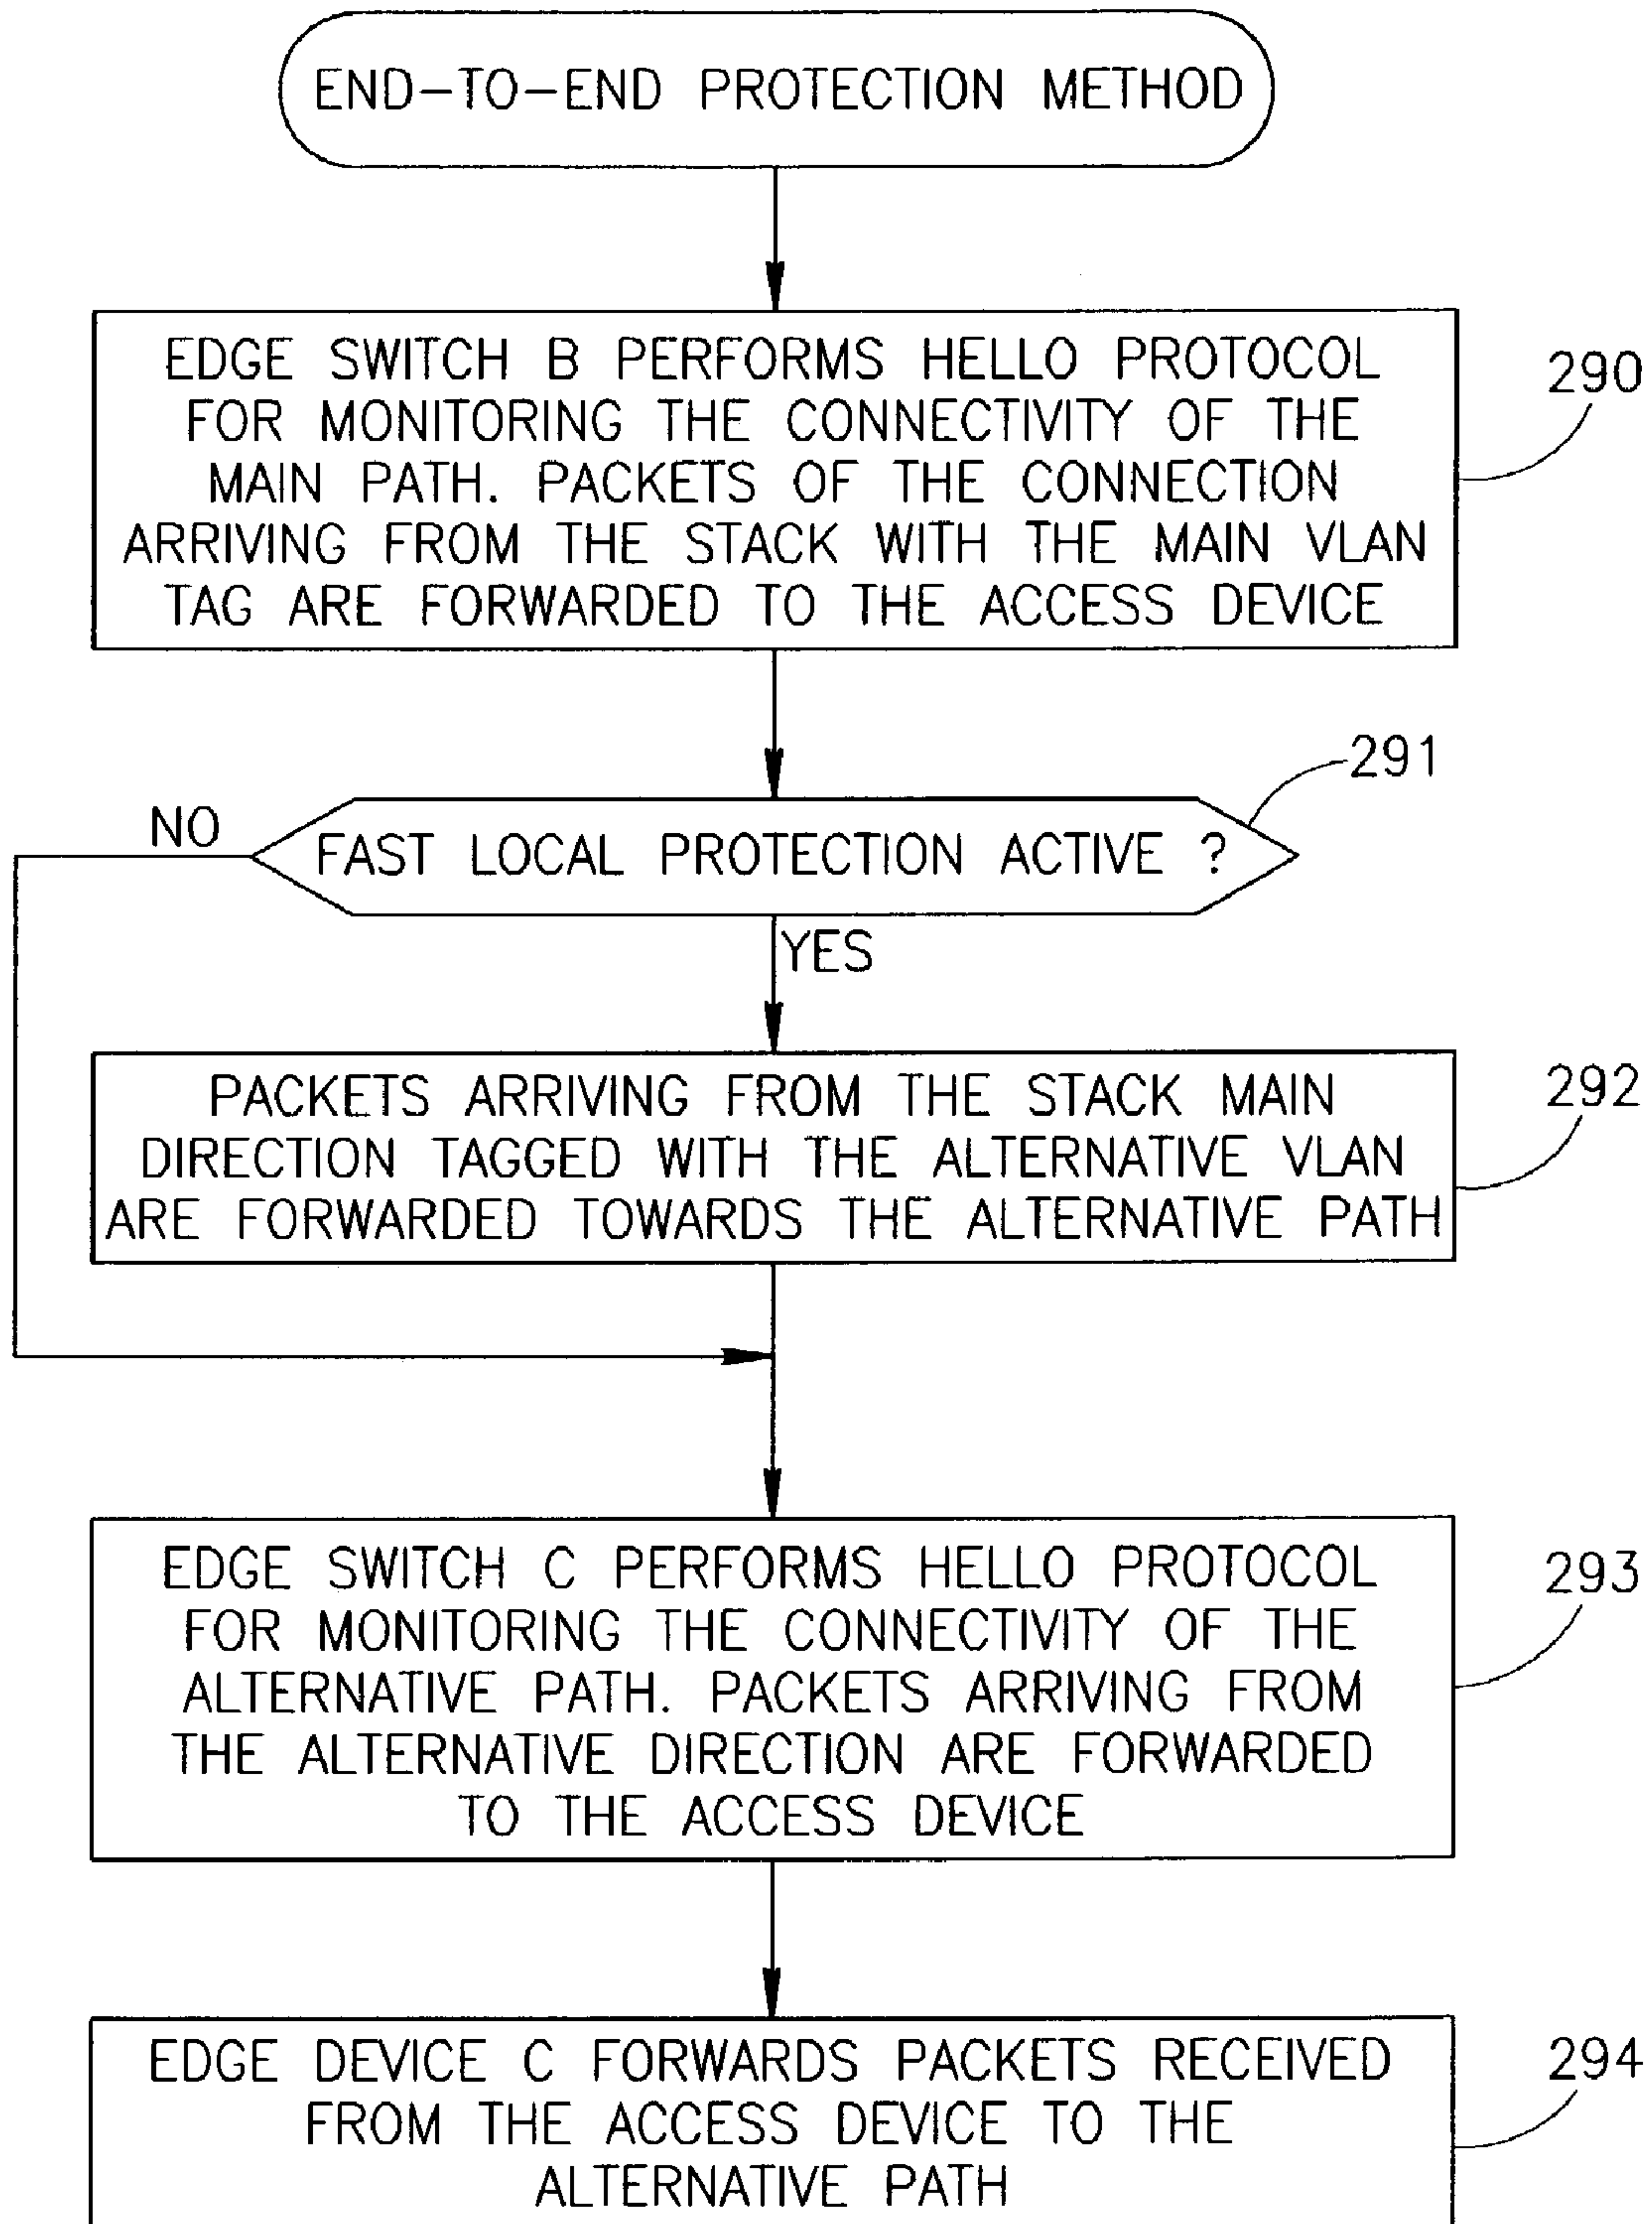 END-TO-END PROTECTION METHOD
EDGE SWITCH B PERFORMS HELLO PROTOCOL
FOR MONITORING THE CONNECTIVITY OF THE
MAIN PATH. PACKETS OF THE CONNECTION
ARRIVING FROM THE STACK WITH THE MAIN VLAN
TAG ARE FORWARDED TO THE ACCESS DEVICE
290
291
NO
FAST LOCAL PROTECTION ACTIVE ?
YES
PACKETS ARRIVING FROM THE STACK MAIN
DIRECTION TAGGED WITH THE ALTERNATIVE VLAN
ARE FORWARDED TOWARDS THE ALTERNATIVE PATH
292
EDGE SWITCH C PERFORMS HELLO PROTOCOL
FOR MONITORING THE CONNECTIVITY OF THE
ALTERNATIVE PATH. PACKETS ARRIVING FROM
THE ALTERNATIVE DIRECTION ARE FORWARDED
TO THE ACCESS DEVICE
293
EDGE DEVICE C FORWARDS PACKETS RECEIVED
FROM THE ACCESS DEVICE TO THE
ALTERNATIVE PATH
294